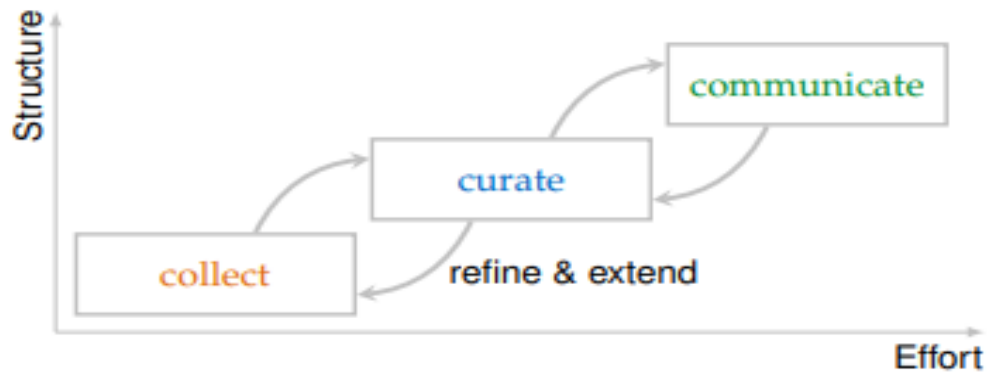 Structure
communicate
curate
collect
refine & extend
Effort